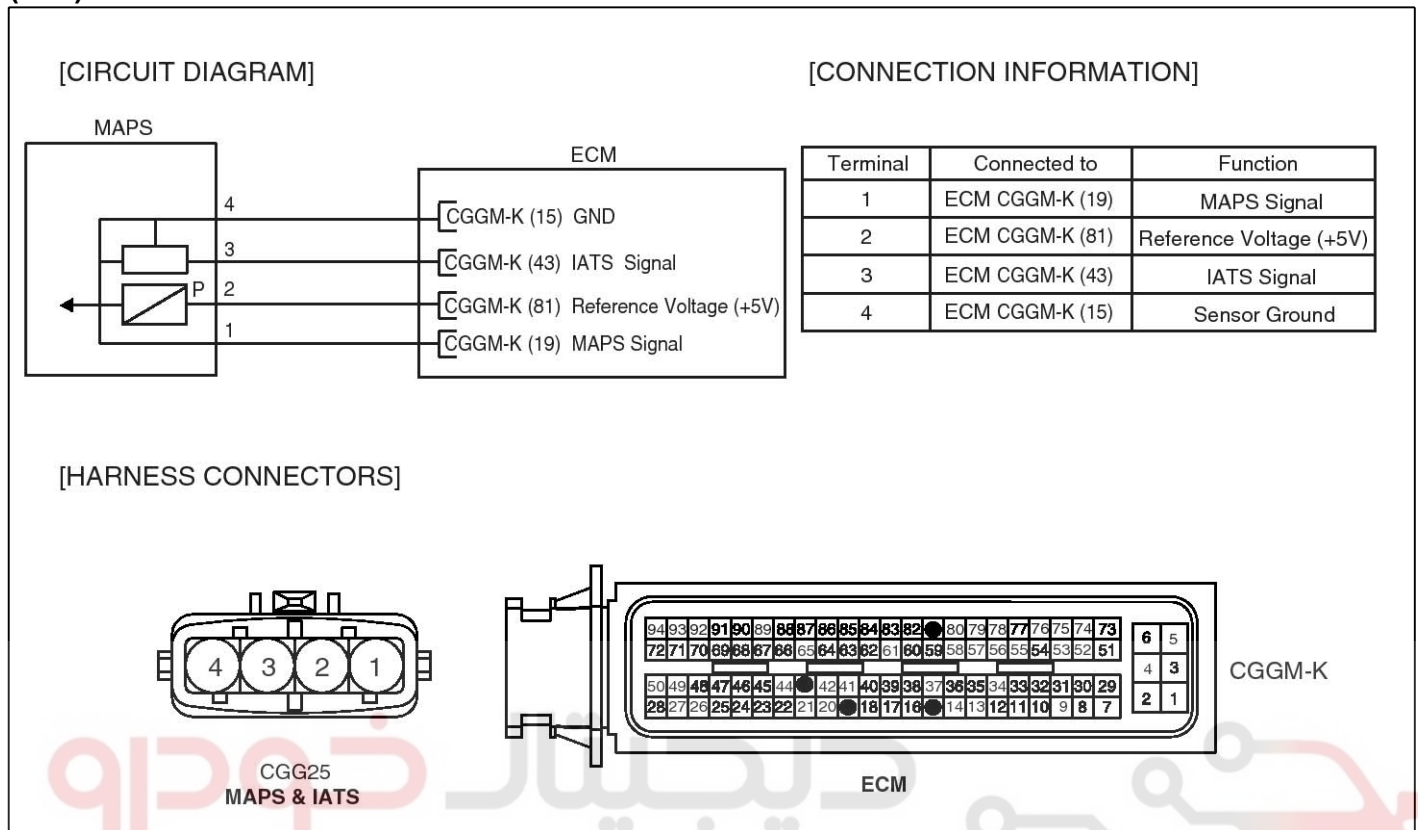 [CIRCUIT DIAGRAM]
MAPS
4
3
P 2
1
ECM
CGGM-K (15) GND
CGGM-K (43) IATS Signal
CGGM-K (81) Reference Voltage (+5V)
CGGM-K (19) MAPS Signal
[CONNECTION INFORMATION]
Terminal Connected to Function
1 ECM CGGM-K (19) MAPS Signal
2 ECM CGGM-K (81) Reference Voltage (+5V)
3 ECM CGGM-K (43) IATS Signal
4 ECM CGGM-K (15) Sensor Ground
[HARNESS CONNECTORS]
4 3 2 1
CGG25
MAPS & IATS
94 93 92 91 90 89 88 87 86 85 84 83 82 80 79 78 77 76 75 74 73
72 71 70 69 68 67 66 65 64 63 62 61 60 59 58 57 56 55 54 53 52 51
50 49 48 47 46 45 44 42 41 40 39 38 37 36 35 34 33 32 31 30 29
28 27 26 25 24 23 22 21 20 18 17 16 14 13 12 11 10 9 8 7
6 5
4 3
2 1
CGGM-K
ECM
دیجیتال خودرو